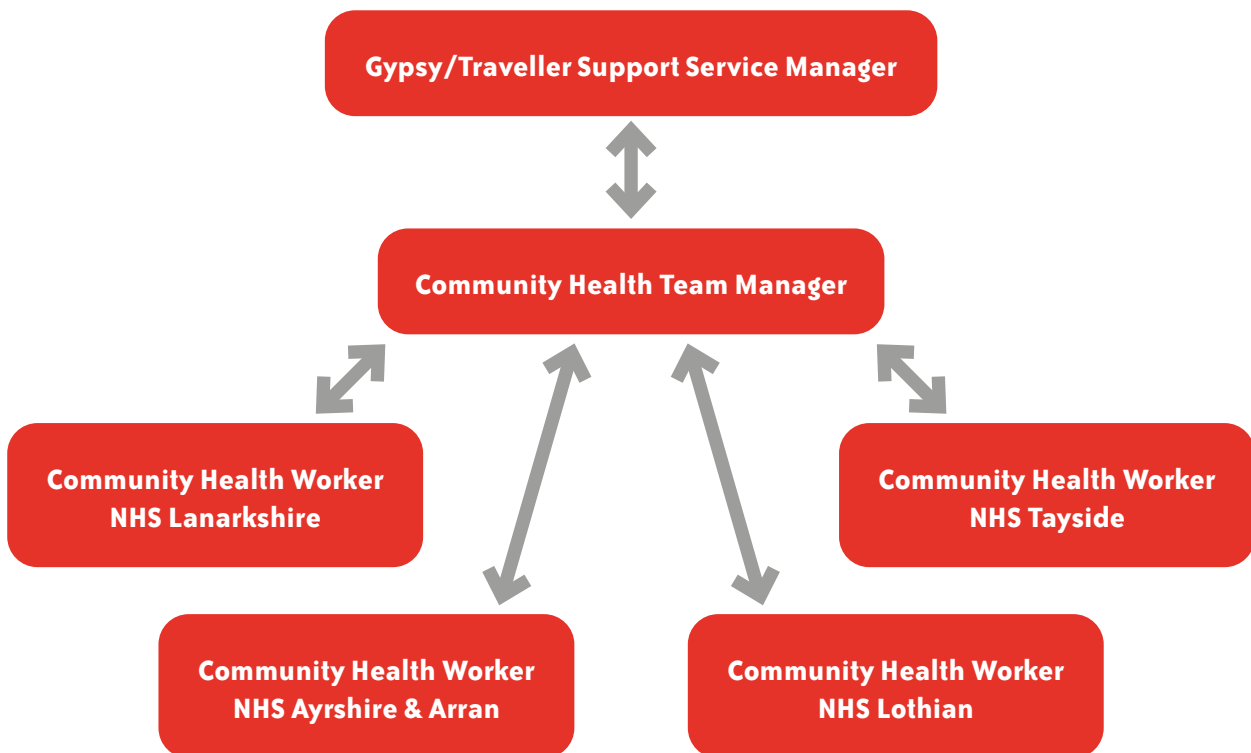 Gypsy/Traveller Support Service Manager
Community Health Team Manager
Community Health Worker
NHS Lanarkshire
Community Health Worker
NHS Tayside
Community Health Worker
NHS Ayrshire & Arran
Community Health Worker
NHS Lothian